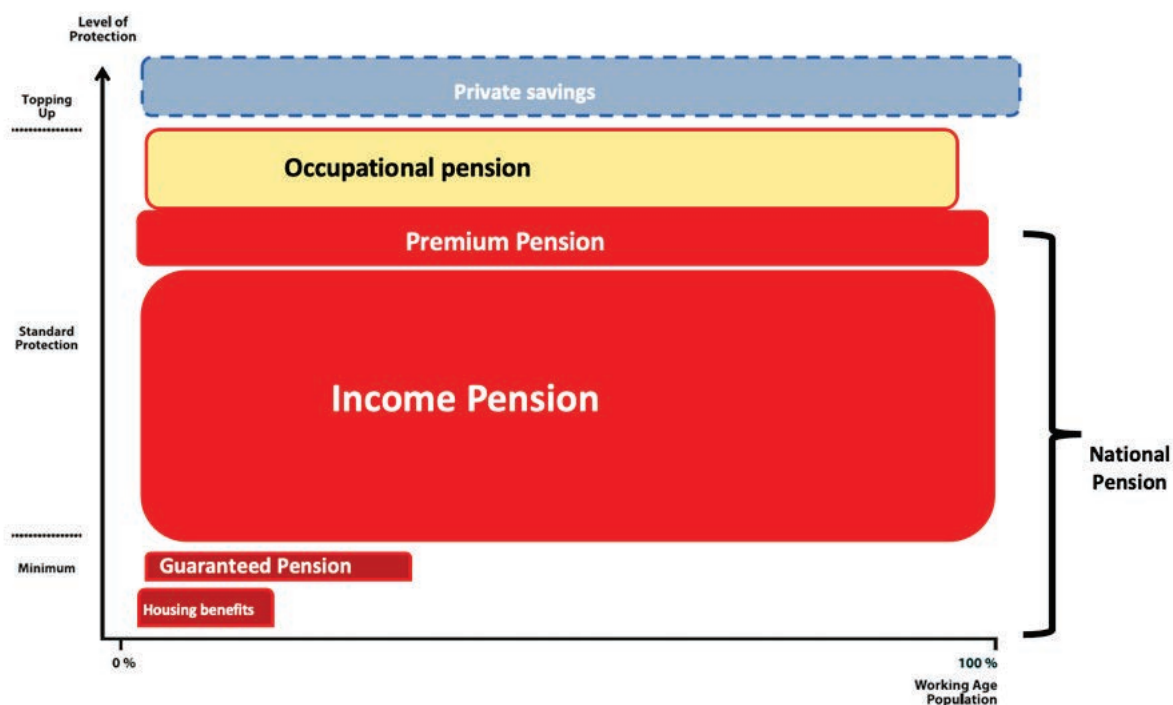 Level of
Protection
Private savings
Topping
Up
Occupational pension
Premium Pension
Standard
Protection
Income Pension
National
Pension
Guaranteed Pension
Minimum
Housing benefits
0 %
100 %
Working Age
Population